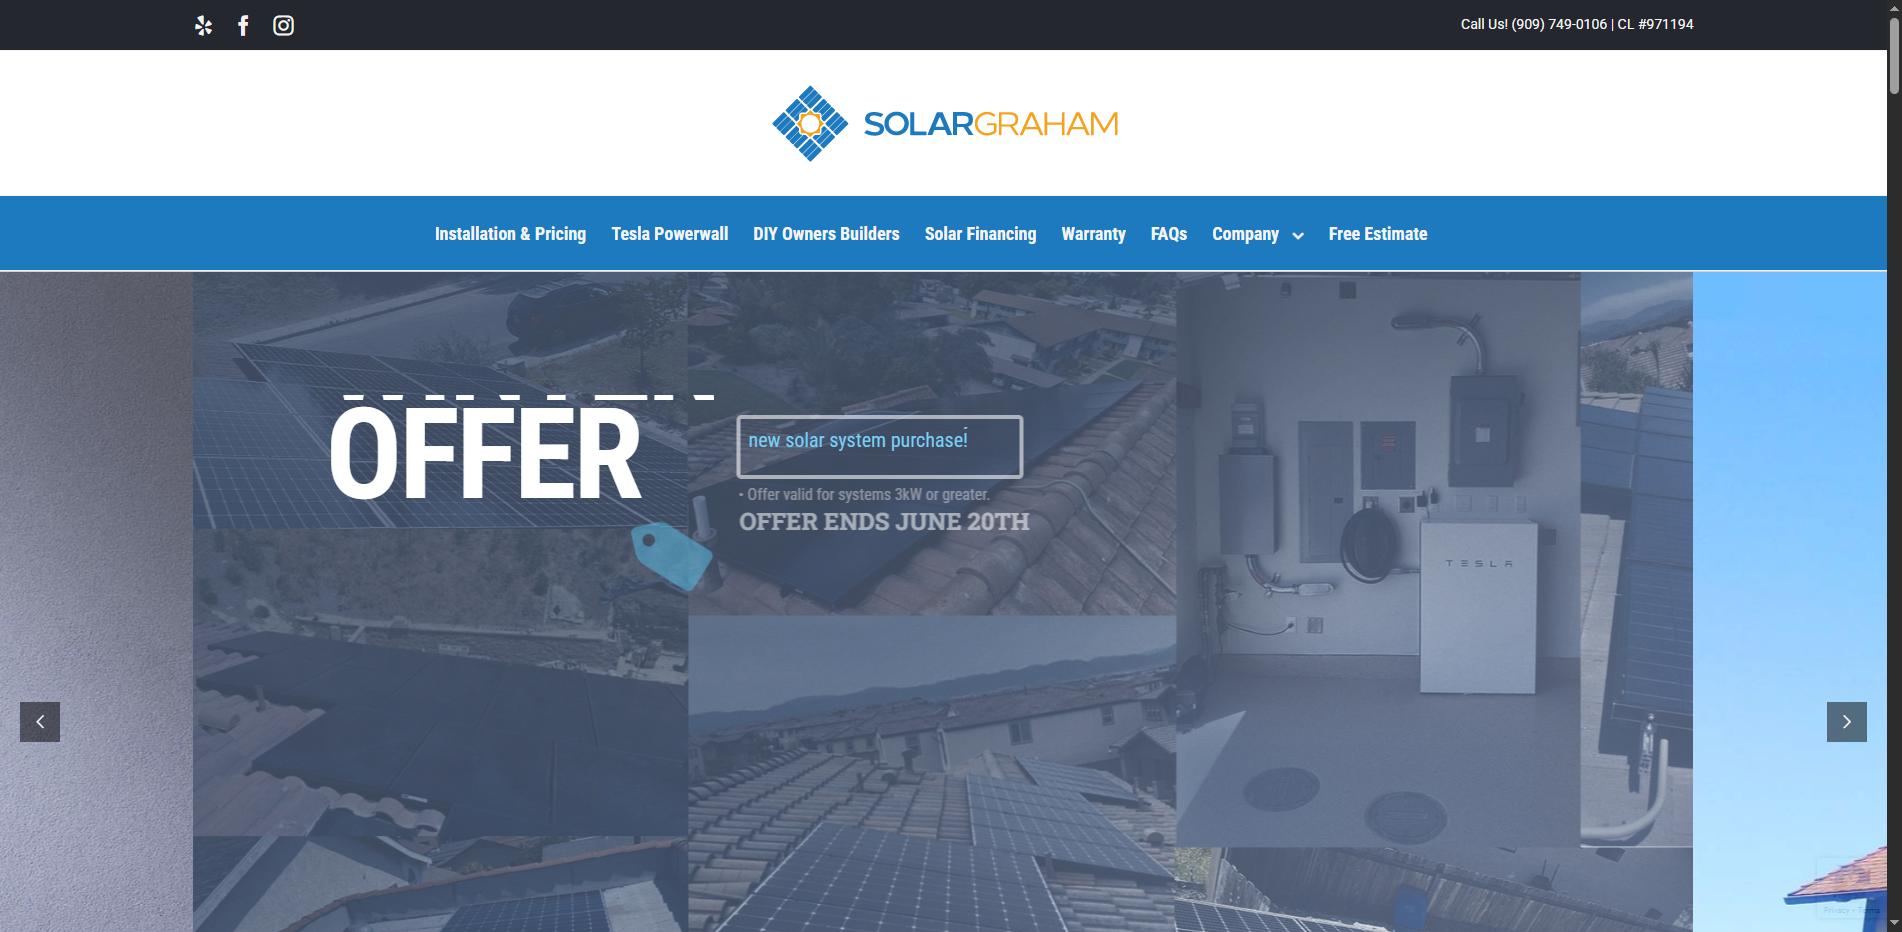 Call Us! (909) 749-0106 | CL #971194
SOLARGRAHAM
Installation & Pricing Tesla Powerwall DIY Owners Builders Solar Financing Warranty FAQs Company Free Estimate
OFFER
new solar system purchase!
• Offer valid for systems 3kW or greater.
OFFER ENDS JUNE 20TH
TESLA
Privacy - Terms